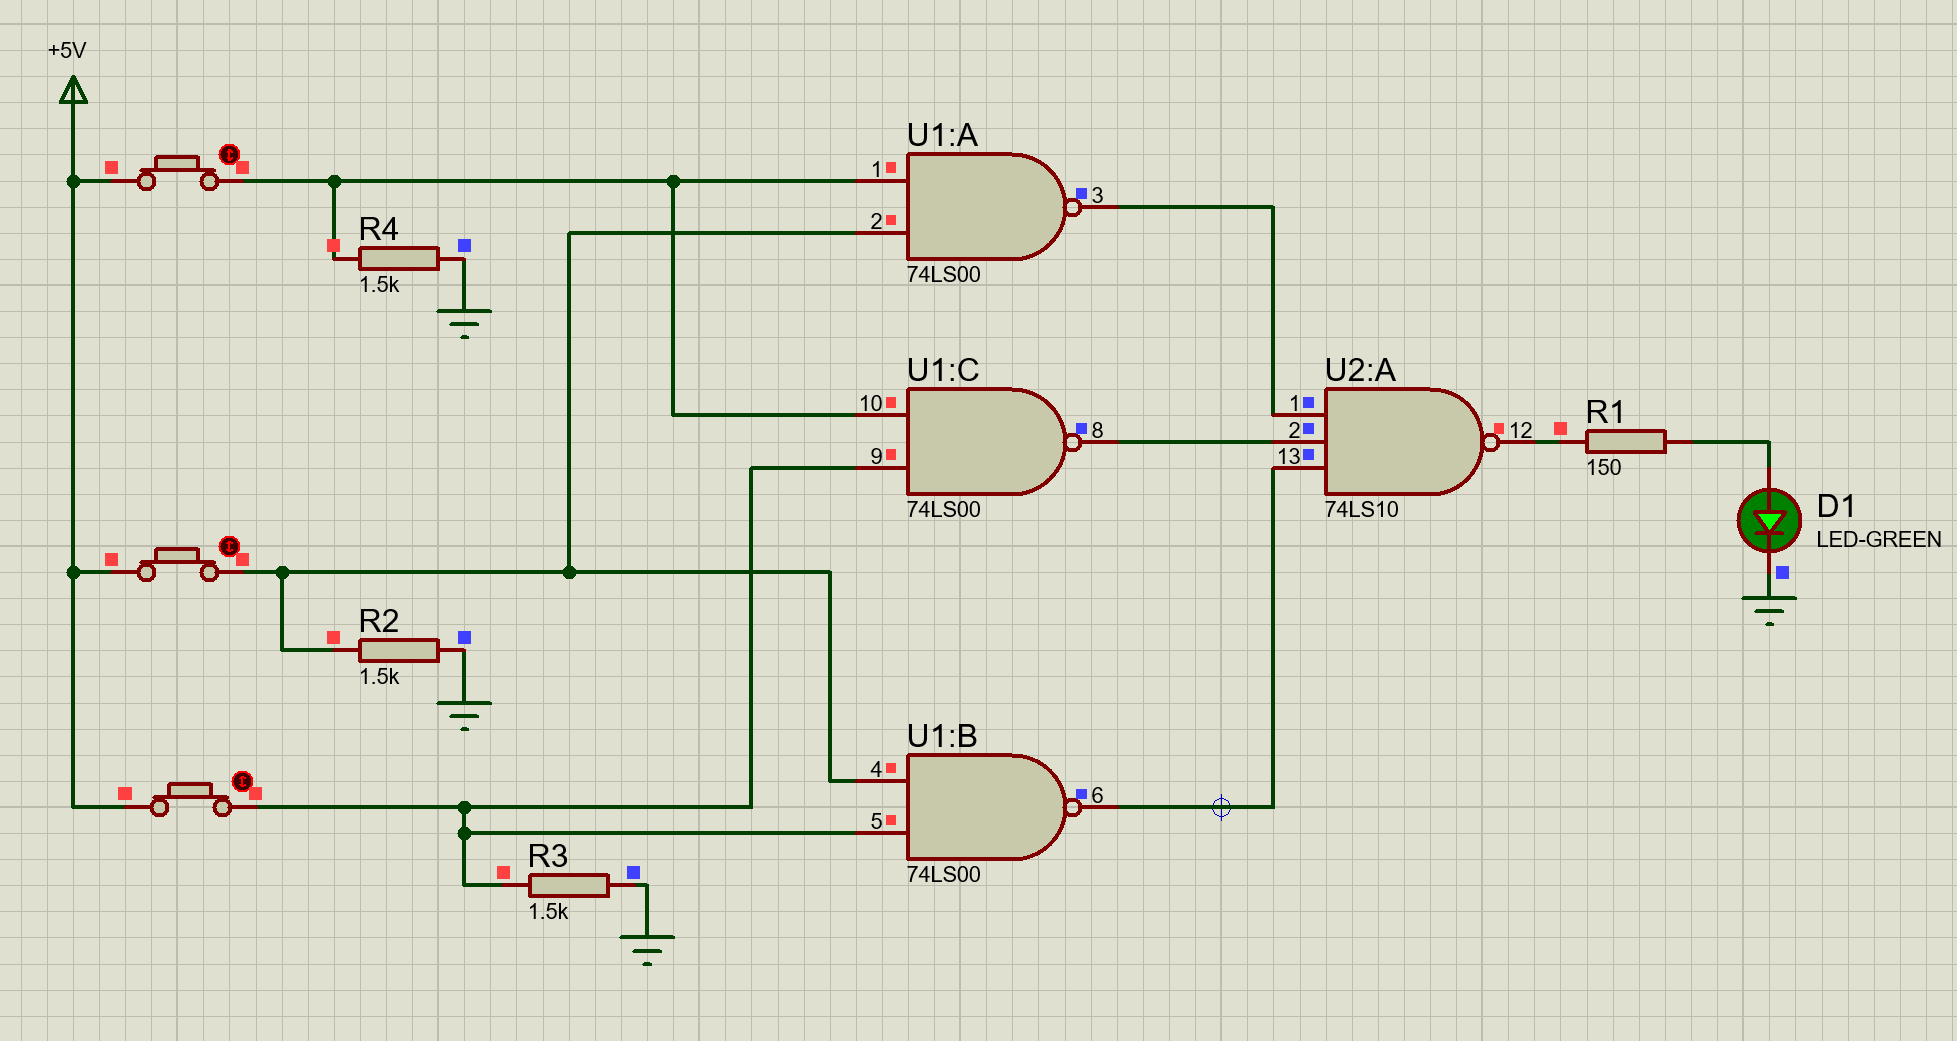 +5V
U1:A
1
2
3
74LS00
R4
1.5k
U1:C
10
9
8
74LS00
U2:A
1
2
13
12
74LS10
R1
150
D1
LED-GREEN
R2
1.5k
U1:B
4
5
6
74LS00
R3
1.5k